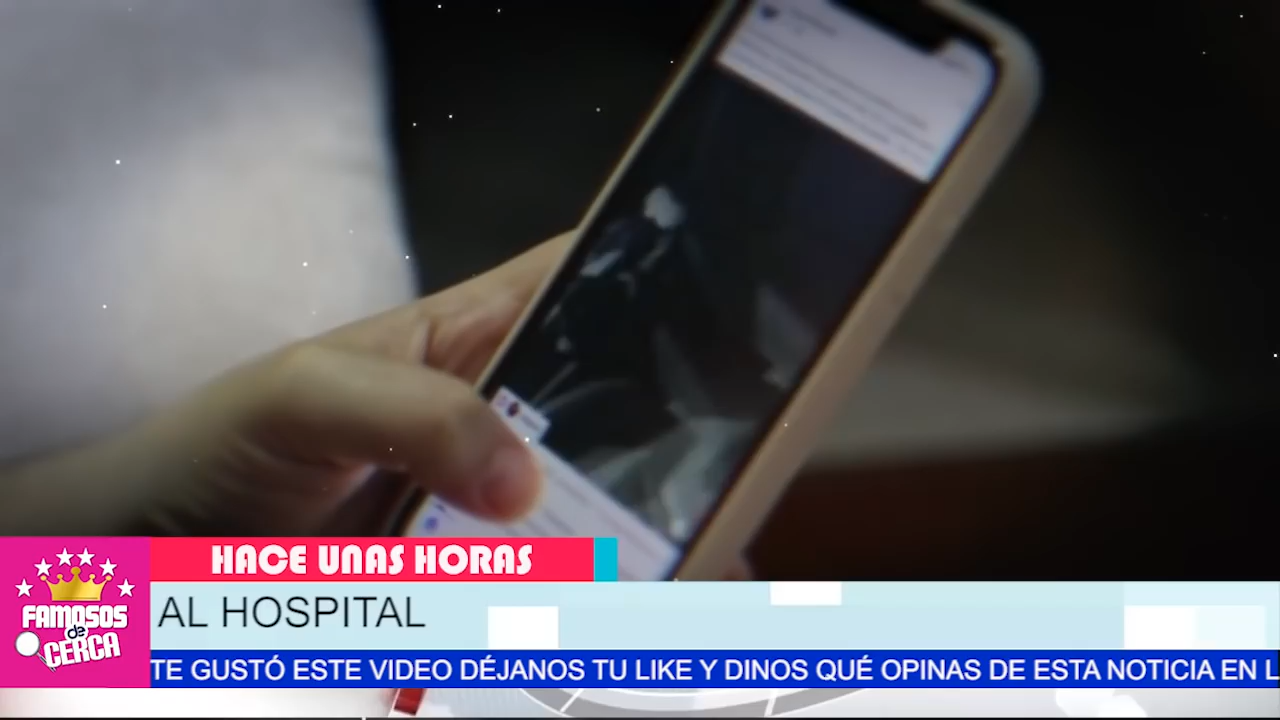 HACE UNAS HORAS
FAMOSOS
de
CERCA
AL HOSPITAL
TE GUSTÓ ESTE VIDEO DÉJANOS TU LIKE Y DINOS QUÉ OPINAS DE ESTA NOTICIA EN L